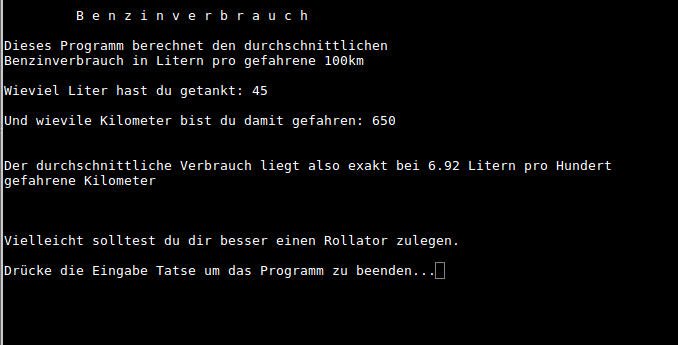 B e n z i n v e r b r a u c h
Dieses Programm berechnet den durchschnittlichen
Benzinverbrauch in Litern pro gefahrene 100km
Wieviel Liter hast du getankt: 45
Und wievile Kilometer bist du damit gefahren: 650
Der durchschnittliche Verbrauch liegt also exakt bei 6.92 Litern pro Hundert
gefahrene Kilometer
Vielleicht solltest du dir besser einen Rollator zulegen.
Drücke die Eingabe Tatse um das Programm zu beenden...